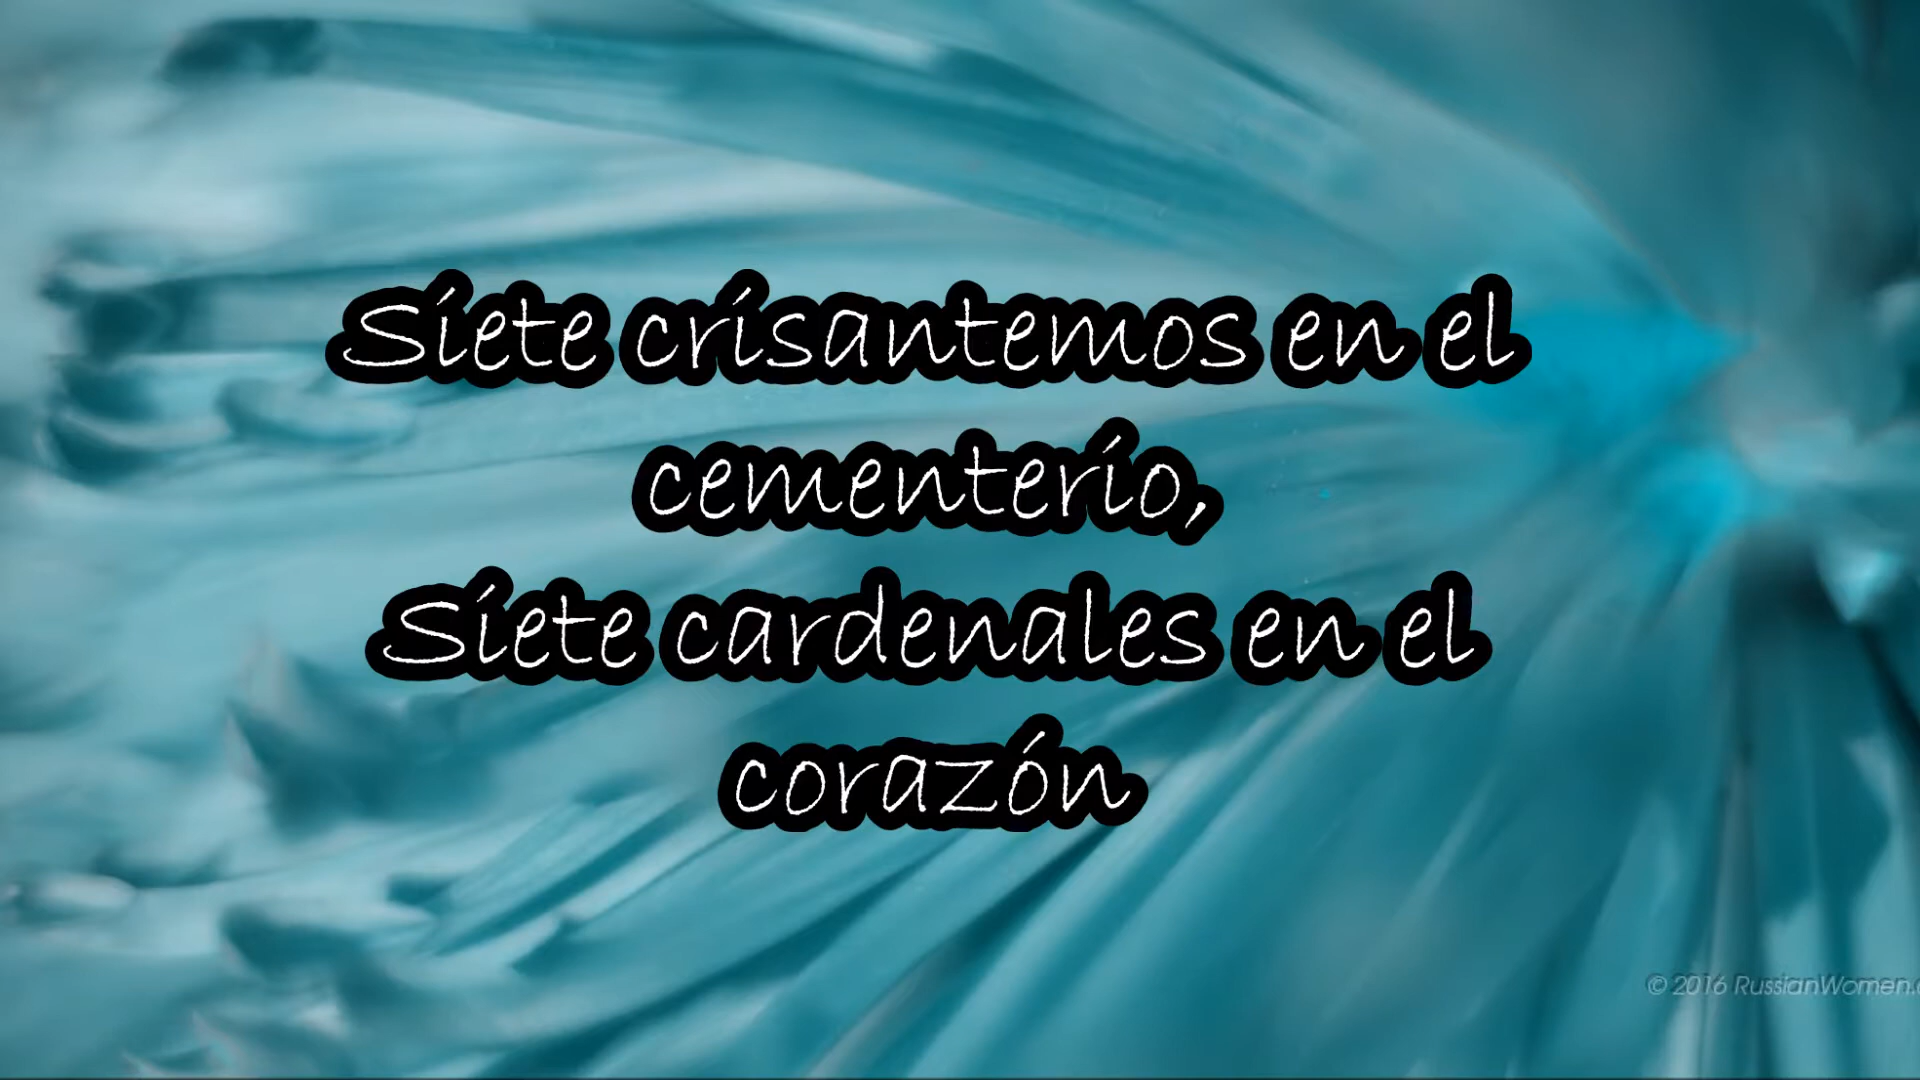 Siete crisantemos en el
cementerio,
Siete cardenales en el
corazón
© 2016 RussianWomen.